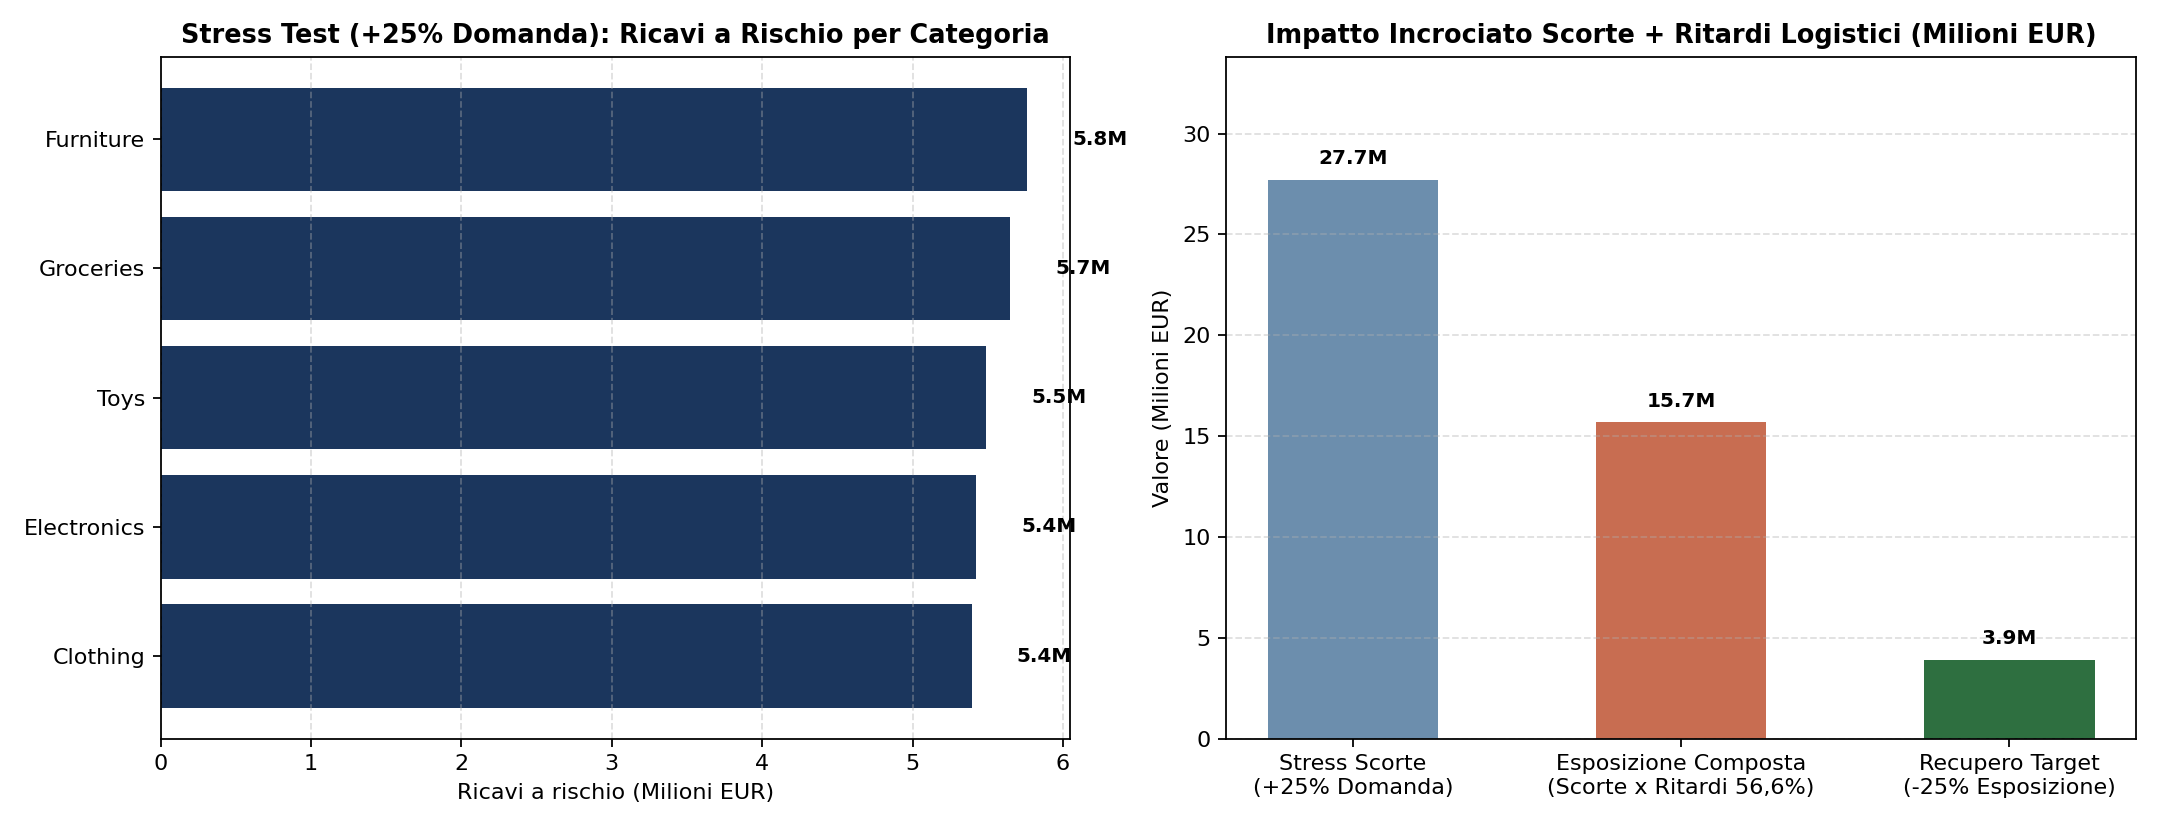 Stress Test (+25% Domanda): Ricavi a Rischio per Categoria
Furniture
5.8M
Groceries
5.7M
Toys
5.5M
Electronics
5.4M
Clothing
5.4M
0 1 2 3 4 5 6
Ricavi a rischio (Milioni EUR)
Impatto Incrociato Scorte + Ritardi Logistici (Milioni EUR)
Valore (Milioni EUR)
30
25
20
15
10
5
0
27.7M
15.7M
3.9M
Stress Scorte
(+25% Domanda)
Esposizione Composta
(Scorte x Ritardi 56,6%)
Recupero Target
(-25% Esposizione)